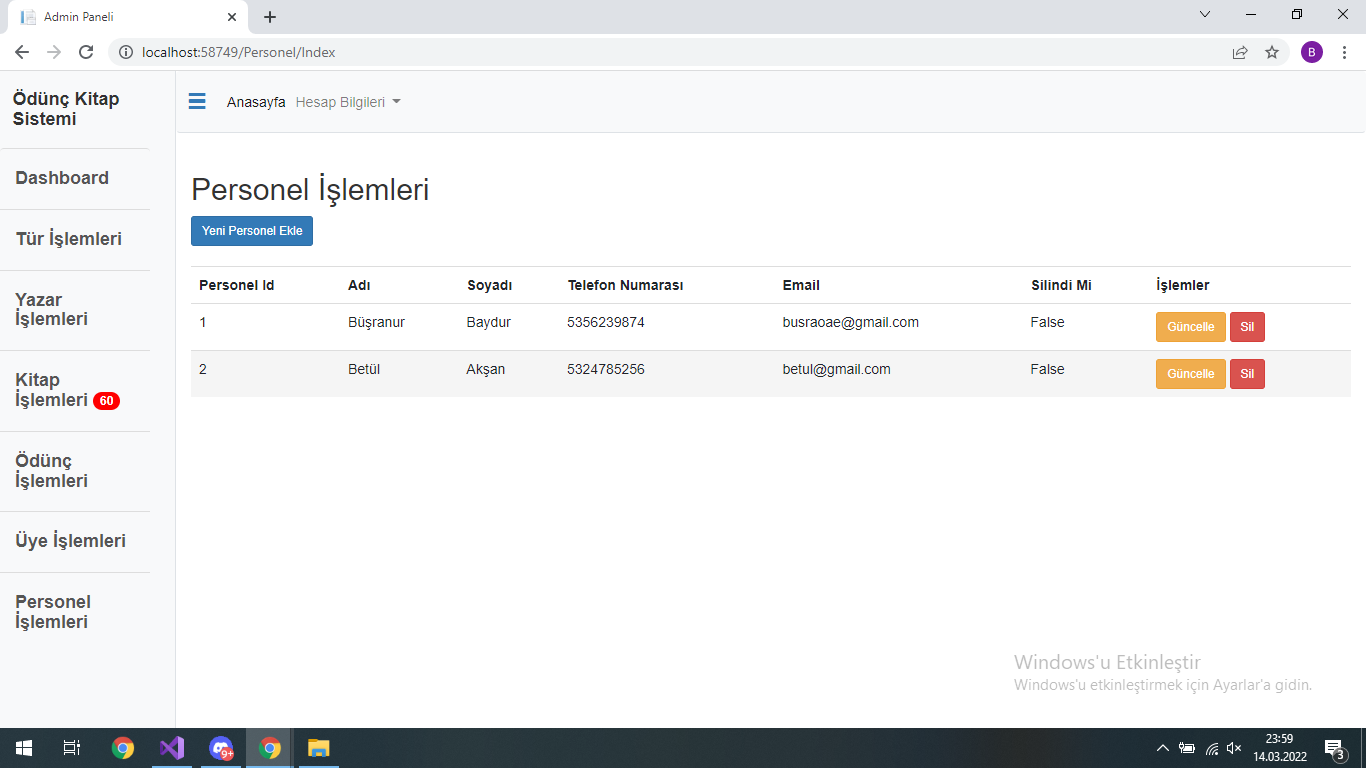 Admin Paneli
localhost:58749/Personel/Index
B
Ödünç Kitap
Sistemi
Anasayfa Hesap Bilgileri
Dashboard
Tür İşlemleri
Yazar
İşlemleri
Kitap
İşlemleri 60
Ödünç
İşlemleri
Üye İşlemleri
Personel
İşlemleri
Personel İşlemleri
Yeni Personel Ekle
Personel Id Adı Soyadı Telefon Numarası Email Silindi Mi İşlemler
1 Büşranur Baydur 5356239874 busraoae@gmail.com False Güncelle Sil
2 Betül Akşan 5324785256 betul@gmail.com False Güncelle Sil
Windows'u Etkinleştir
Windows'u etkinleştirmek için Ayarlar'a gidin.
9+
23:59
14.03.2022
3